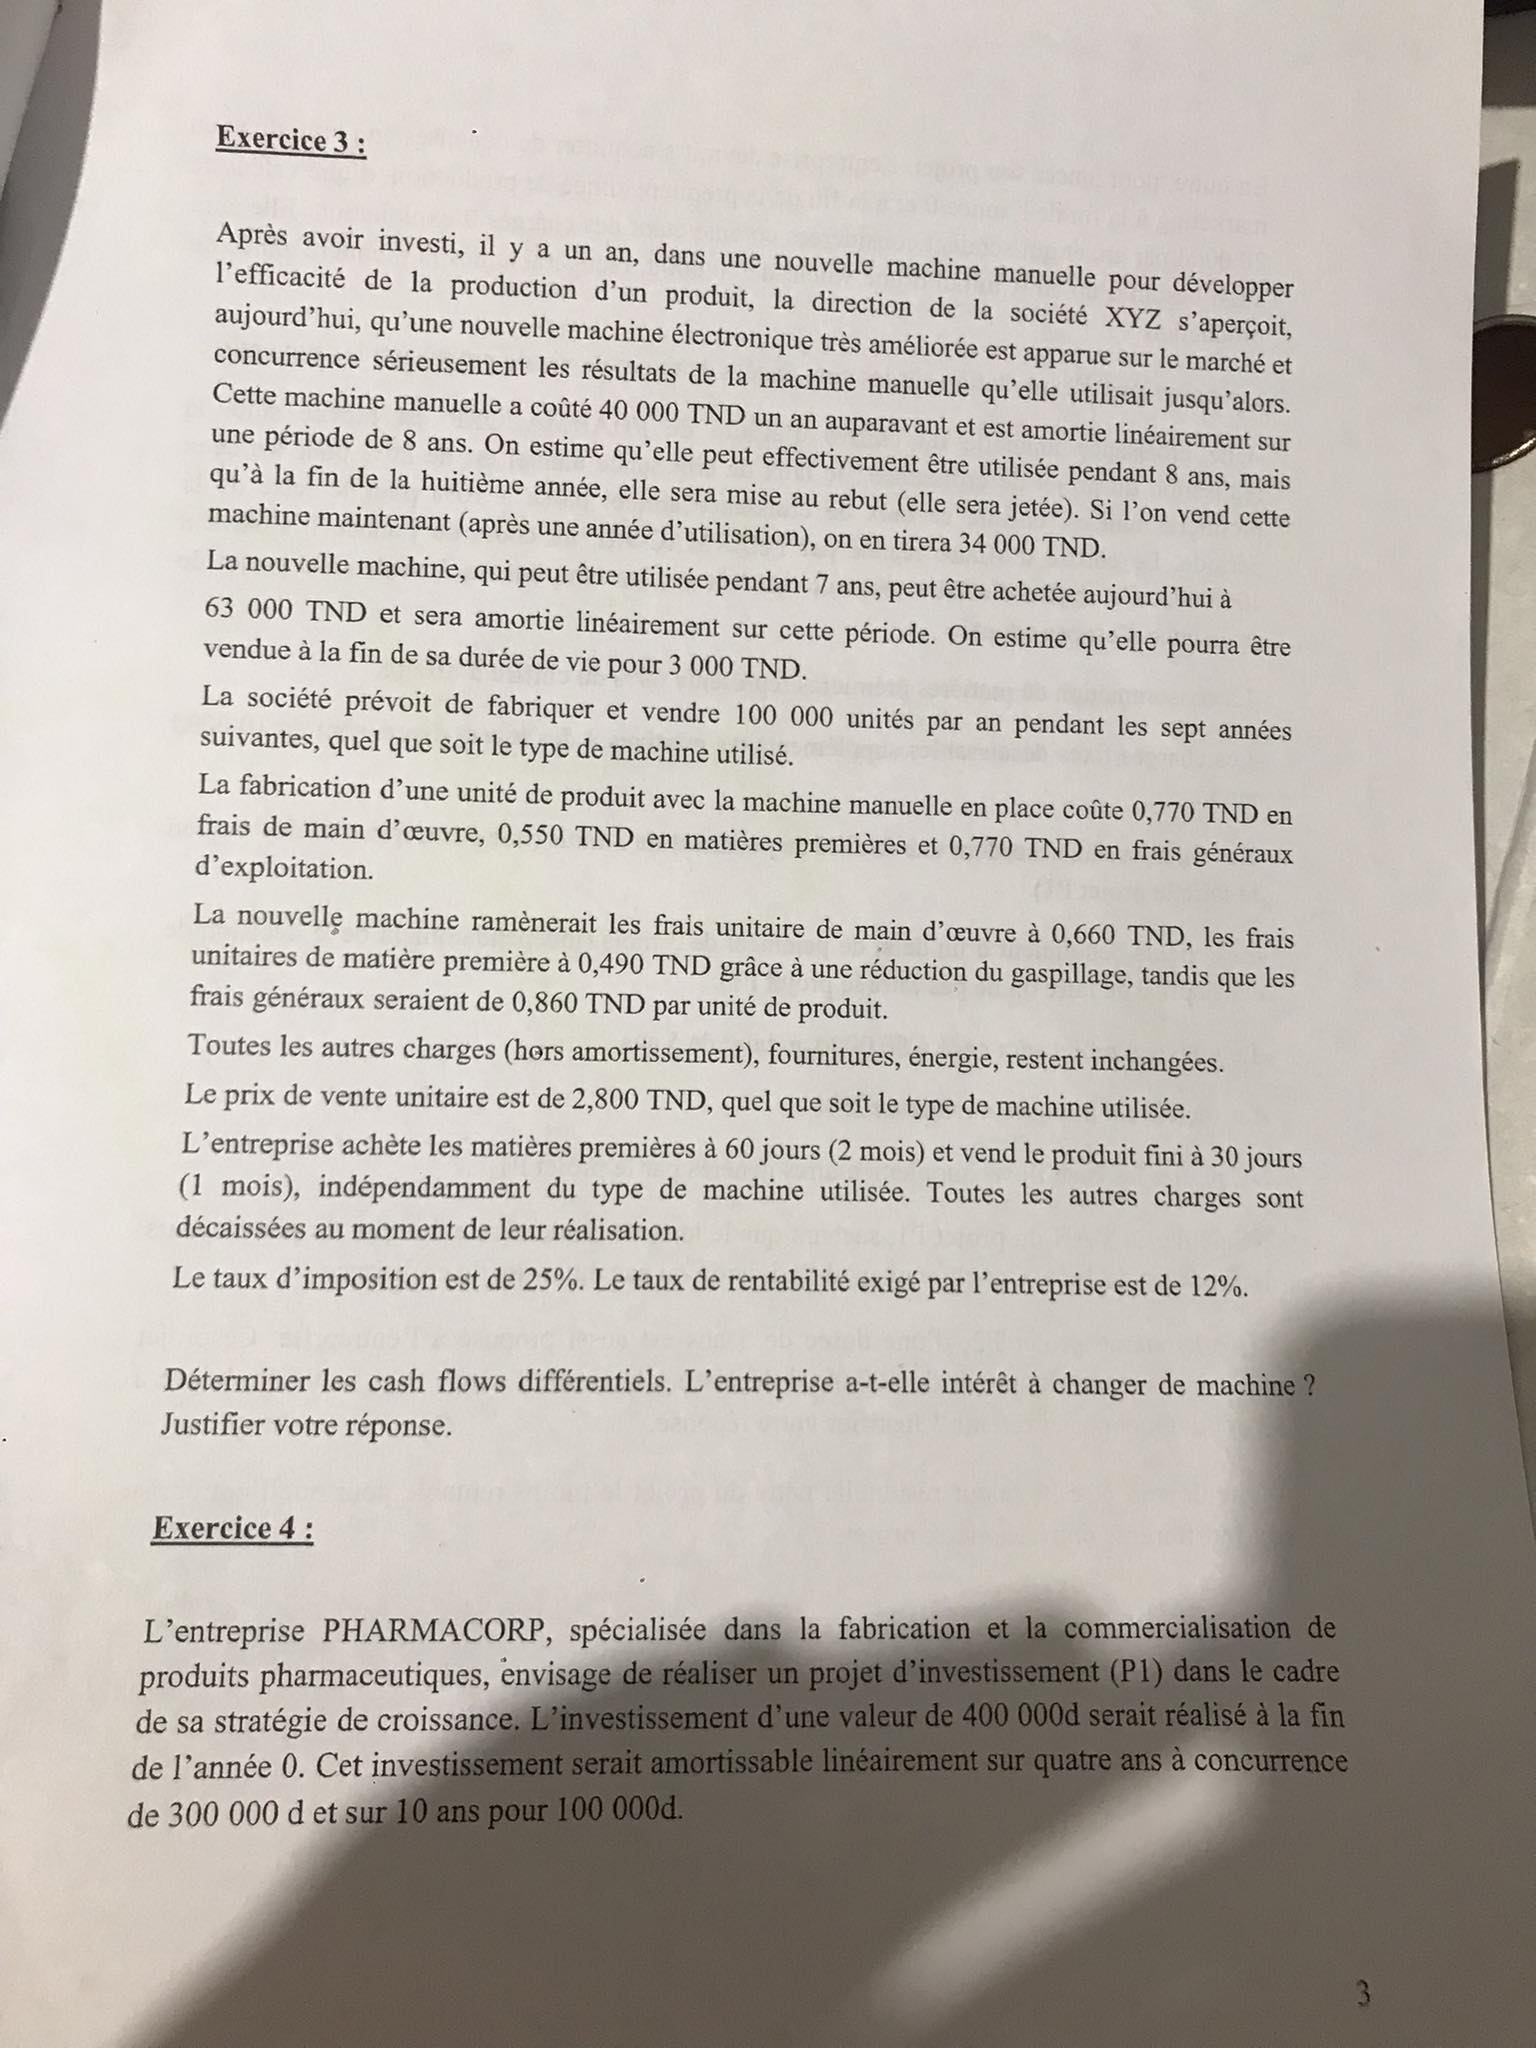 Exercice 3 :
Après avoir investi, il y a un an, dans une nouvelle machine manuelle pour développer
l’efficacité de la production d’un produit, la direction de la société XYZ s’aperçoit,
aujourd’hui, qu’une nouvelle machine électronique très améliorée est apparue sur le marché et
concurrence sérieusement les résultats de la machine manuelle qu’elle utilisait jusqu’alors.
Cette machine manuelle a coûté 40 000 TND un an auparavant et est amortie linéairement sur
une période de 8 ans. On estime qu’elle peut effectivement être utilisée pendant 8 ans, mais
qu’à la fin de la huitième année, elle sera mise au rebut (elle sera jetée). Si l’on vend cette
machine maintenant (après une année d’utilisation), on en tirera 34 000 TND.
La nouvelle machine, qui peut être utilisée pendant 7 ans, peut être achetée aujourd’hui à
63 000 TND et sera amortie linéairement sur cette période. On estime qu’elle pourra être
vendue à la fin de sa durée de vie pour 3 000 TND.
La société prévoit de fabriquer et vendre 100 000 unités par an pendant les sept années
suivantes, quel que soit le type de machine utilisé.
La fabrication d’une unité de produit avec la machine manuelle en place coûte 0,770 TND en
frais de main d’œuvre, 0,550 TND en matières premières et 0,770 TND en frais généraux
d’exploitation.
La nouvelle machine ramènerait les frais unitaire de main d’œuvre à 0,660 TND, les frais
unitaires de matière première à 0,490 TND grâce à une réduction du gaspillage, tandis que les
frais généraux seraient de 0,860 TND par unité de produit.
Toutes les autres charges (hors amortissement), fournitures, énergie, restent inchangées.
Le prix de vente unitaire est de 2,800 TND, quel que soit le type de machine utilisée.
L’entreprise achète les matières premières à 60 jours (2 mois) et vend le produit fini à 30 jours
(1 mois), indépendamment du type de machine utilisée. Toutes les autres charges sont
décaissées au moment de leur réalisation.
Le taux d’imposition est de 25%. Le taux de rentabilité exigé par l’entreprise est de 12%.
Déterminer les cash flows différentiels. L’entreprise a-t-elle intérêt à changer de machine ?
Justifier votre réponse.
Exercice 4 :
L’entreprise PHARMACORP, spécialisée dans la fabrication et la commercialisation de
produits pharmaceutiques, envisage de réaliser un projet d’investissement (P1) dans le cadre
de sa stratégie de croissance. L’investissement d’une valeur de 400 000d serait réalisé à la fin
de l’année 0. Cet investissement serait amortissable linéairement sur quatre ans à concurrence
de 300 000 d et sur 10 ans pour 100 000d.
3